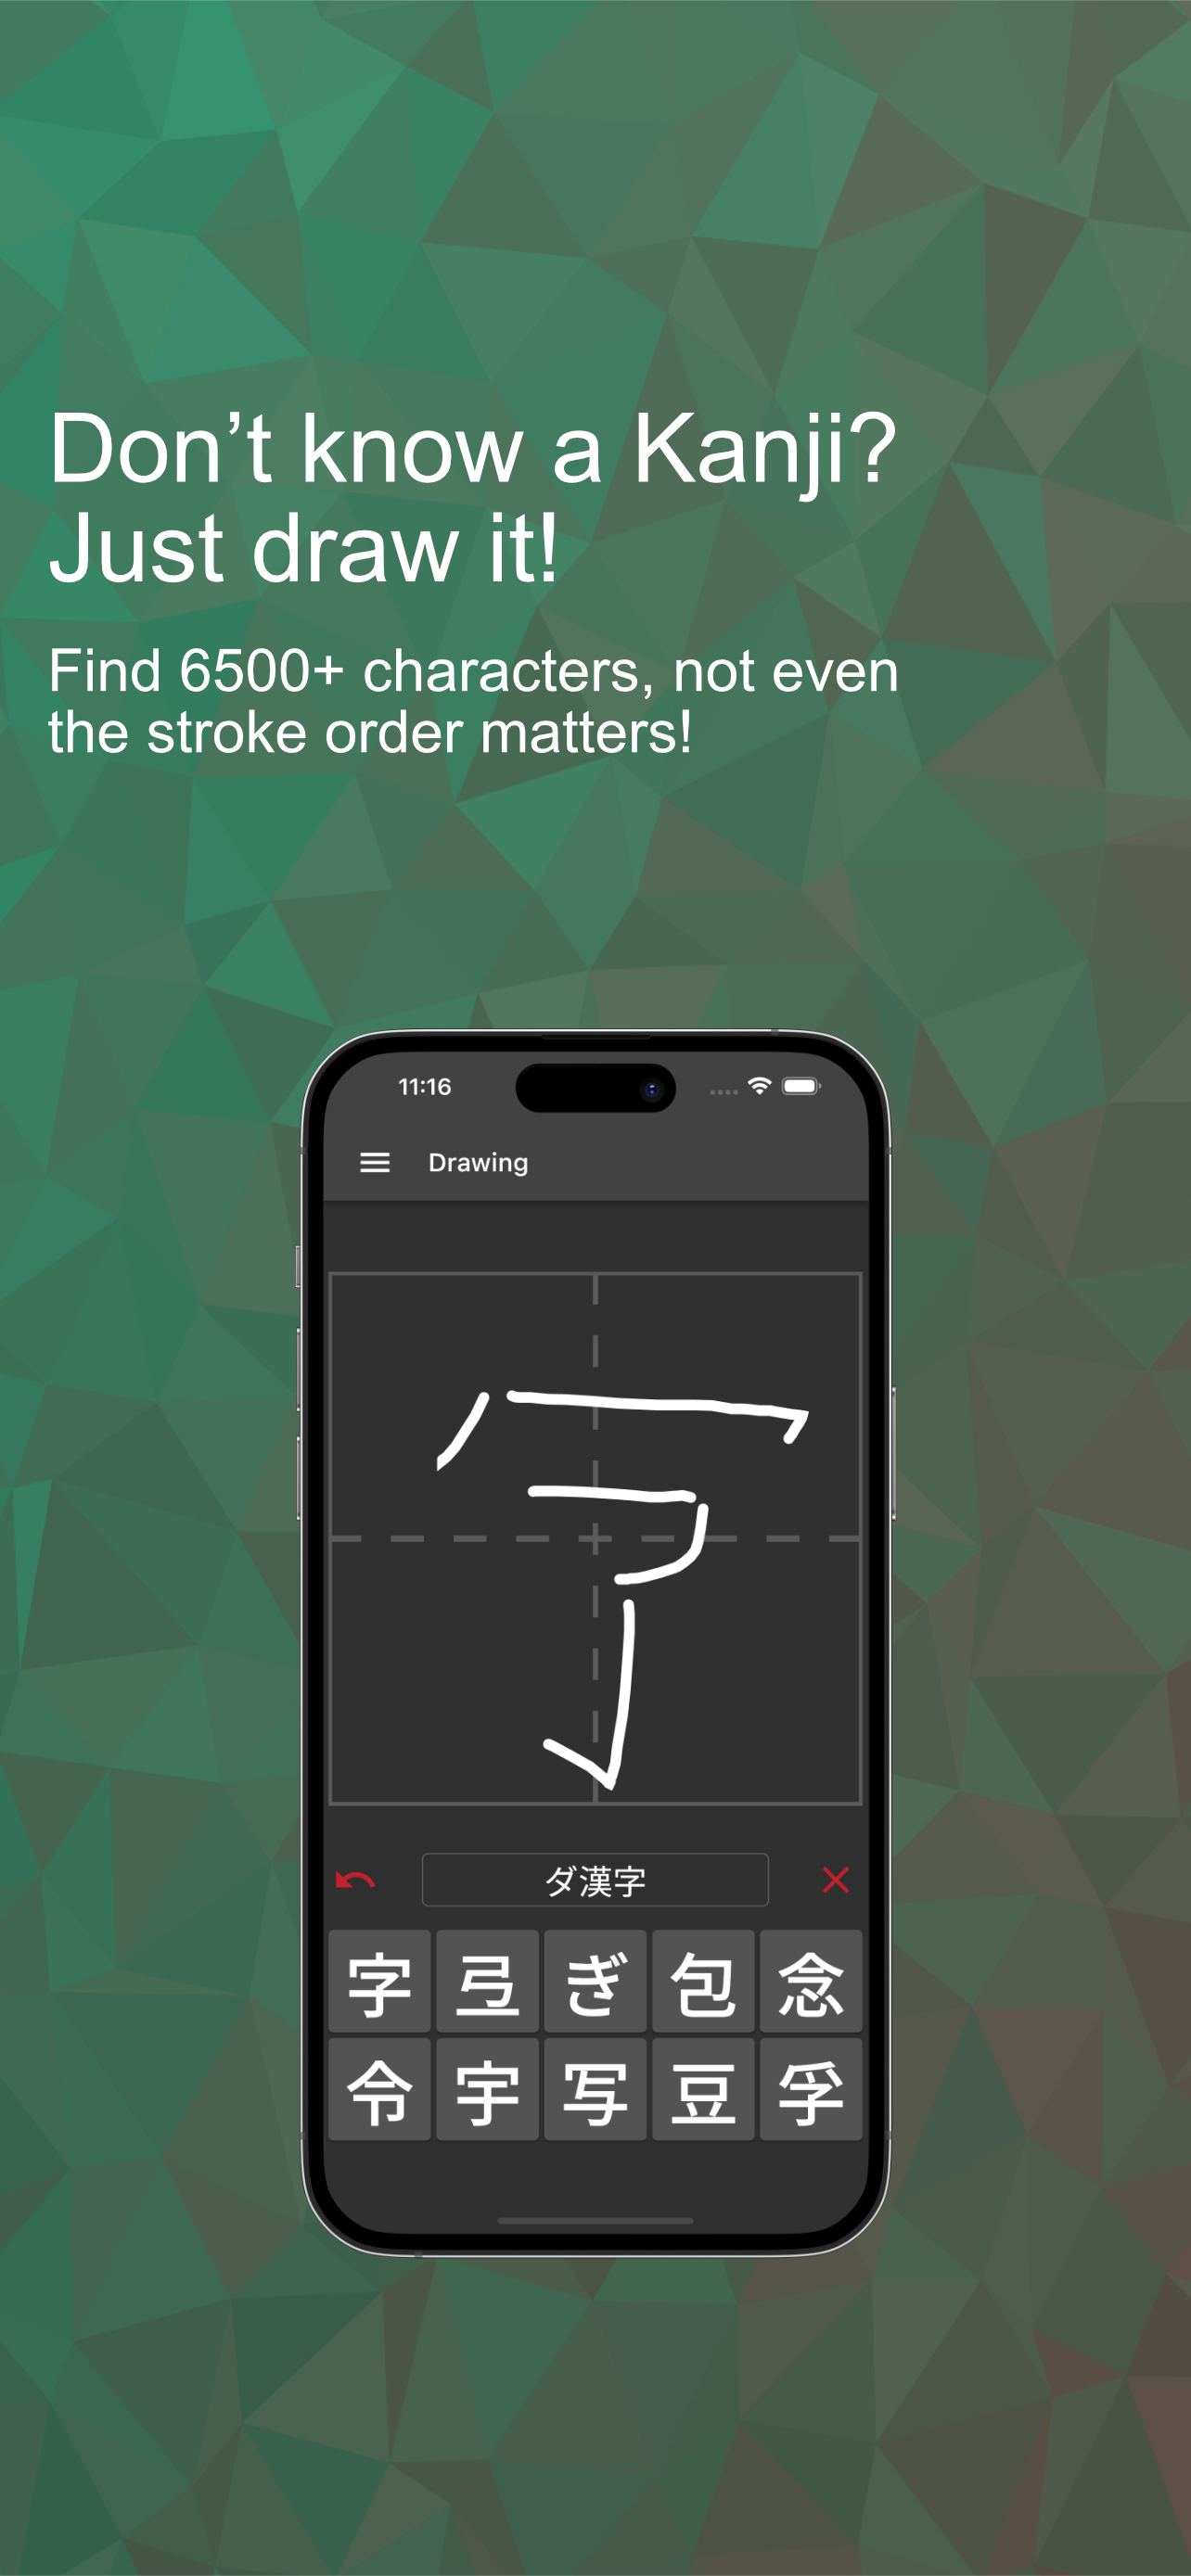 Don’t know a Kanji?
Just draw it!
Find 6500+ characters, not even
the stroke order matters!
11:16
Drawing
ダ漢字
字 弖 ぎ 包 念
令 宇 写 豆 孚